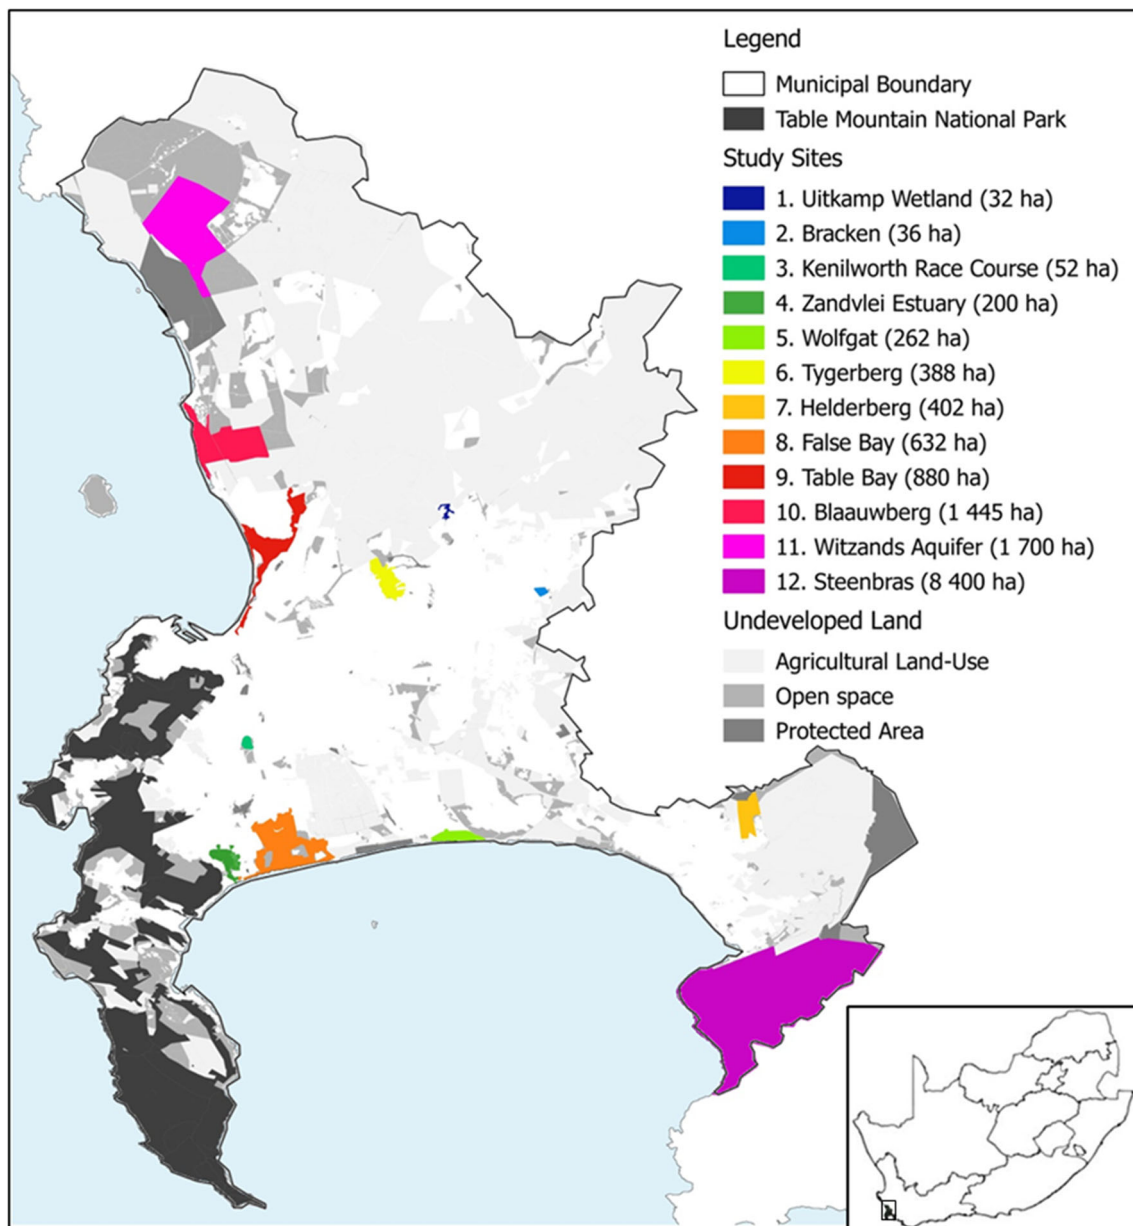 Legend
Municipal Boundary
Table Mountain National Park
Study Sites
1. Uitkamp Wetland (32 ha)
2. Bracken (36 ha)
3. Kenilworth Race Course (52 ha)
4. Zandvlei Estuary (200 ha)
5. Wolfgat (262 ha)
6. Tygerberg (388 ha)
7. Helderberg (402 ha)
8. False Bay (632 ha)
9. Table Bay (880 ha)
10. Blaauwberg (1 445 ha)
11. Witzands Aquifer (1 700 ha)
12. Steenbras (8 400 ha)
Undeveloped Land
Agricultural Land-Use
Open space
Protected Area